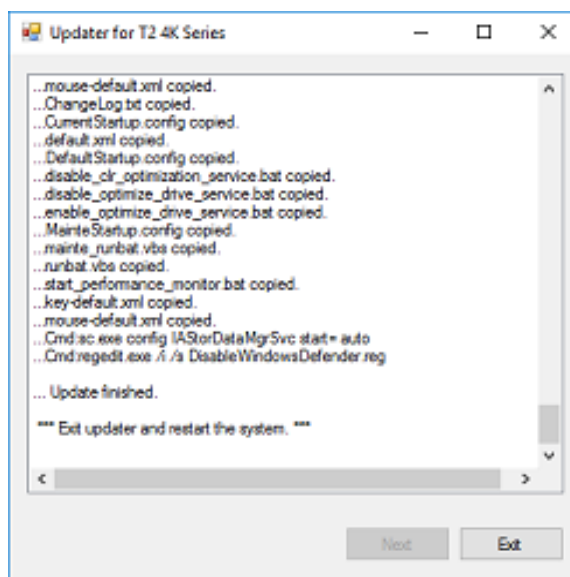 Updater for T2 4K Series
...mouse-default.xml copied.
...ChangeLog.txt copied.
...CurrentStartup.config copied.
...default.xml copied.
...DefaultStartup.config copied.
...disable_clr_optimization_service.bat copied.
...disable_optimize_drive_service.bat copied.
...enable_optimize_drive_service.bat copied.
...MainteStartup.config copied.
...mainte_runbat.vbs copied.
...runbat.vbs copied.
...start_performance_monitor.bat copied.
...key-default.xml copied.
...mouse-default.xml copied.
...Cmd:sc.exe config IAStorDataMgrSvc start= auto
...Cmd:regedit.exe /i /s DisableWindowsDefender.reg
... Update finished.
*** Exit updater and restart the system. ***
Next
Exit